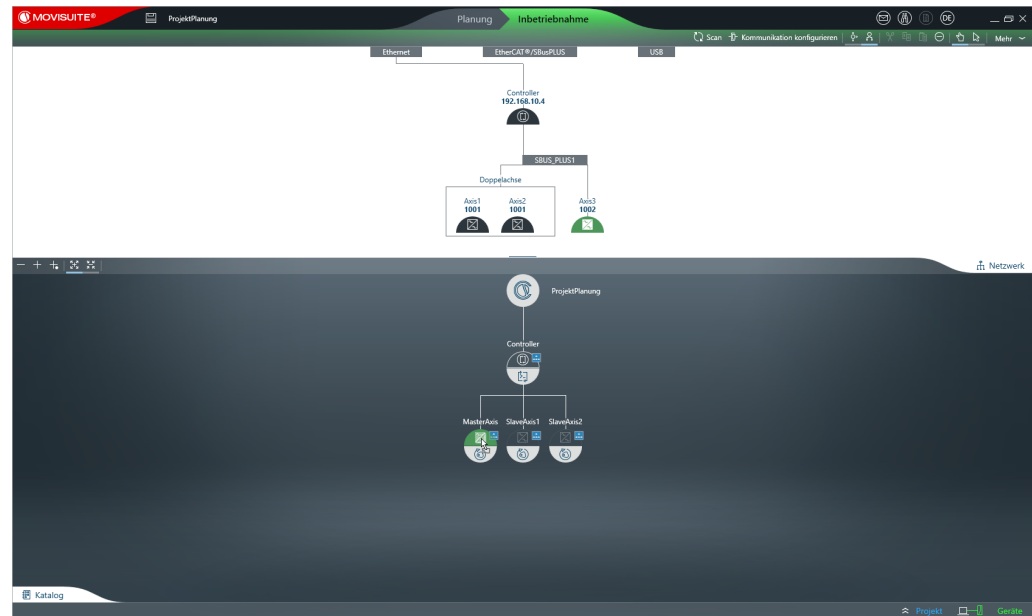 MOVISUITE® ProjektPlanung Planung Inbetriebnahme DE
Scan Kommunikation konfigurieren Mehr
Ethernet EtherCAT®/SBusPLUS USB
Controller
192.168.10.4
SBUS_PLUS1
Doppelachse
Axis1 Axis2 Axis3
1001 1001 1002
Netzwerk
ProjektPlanung
Controller
MasterAxis SlaveAxis1 SlaveAxis2
Katalog
Projekt Geräte